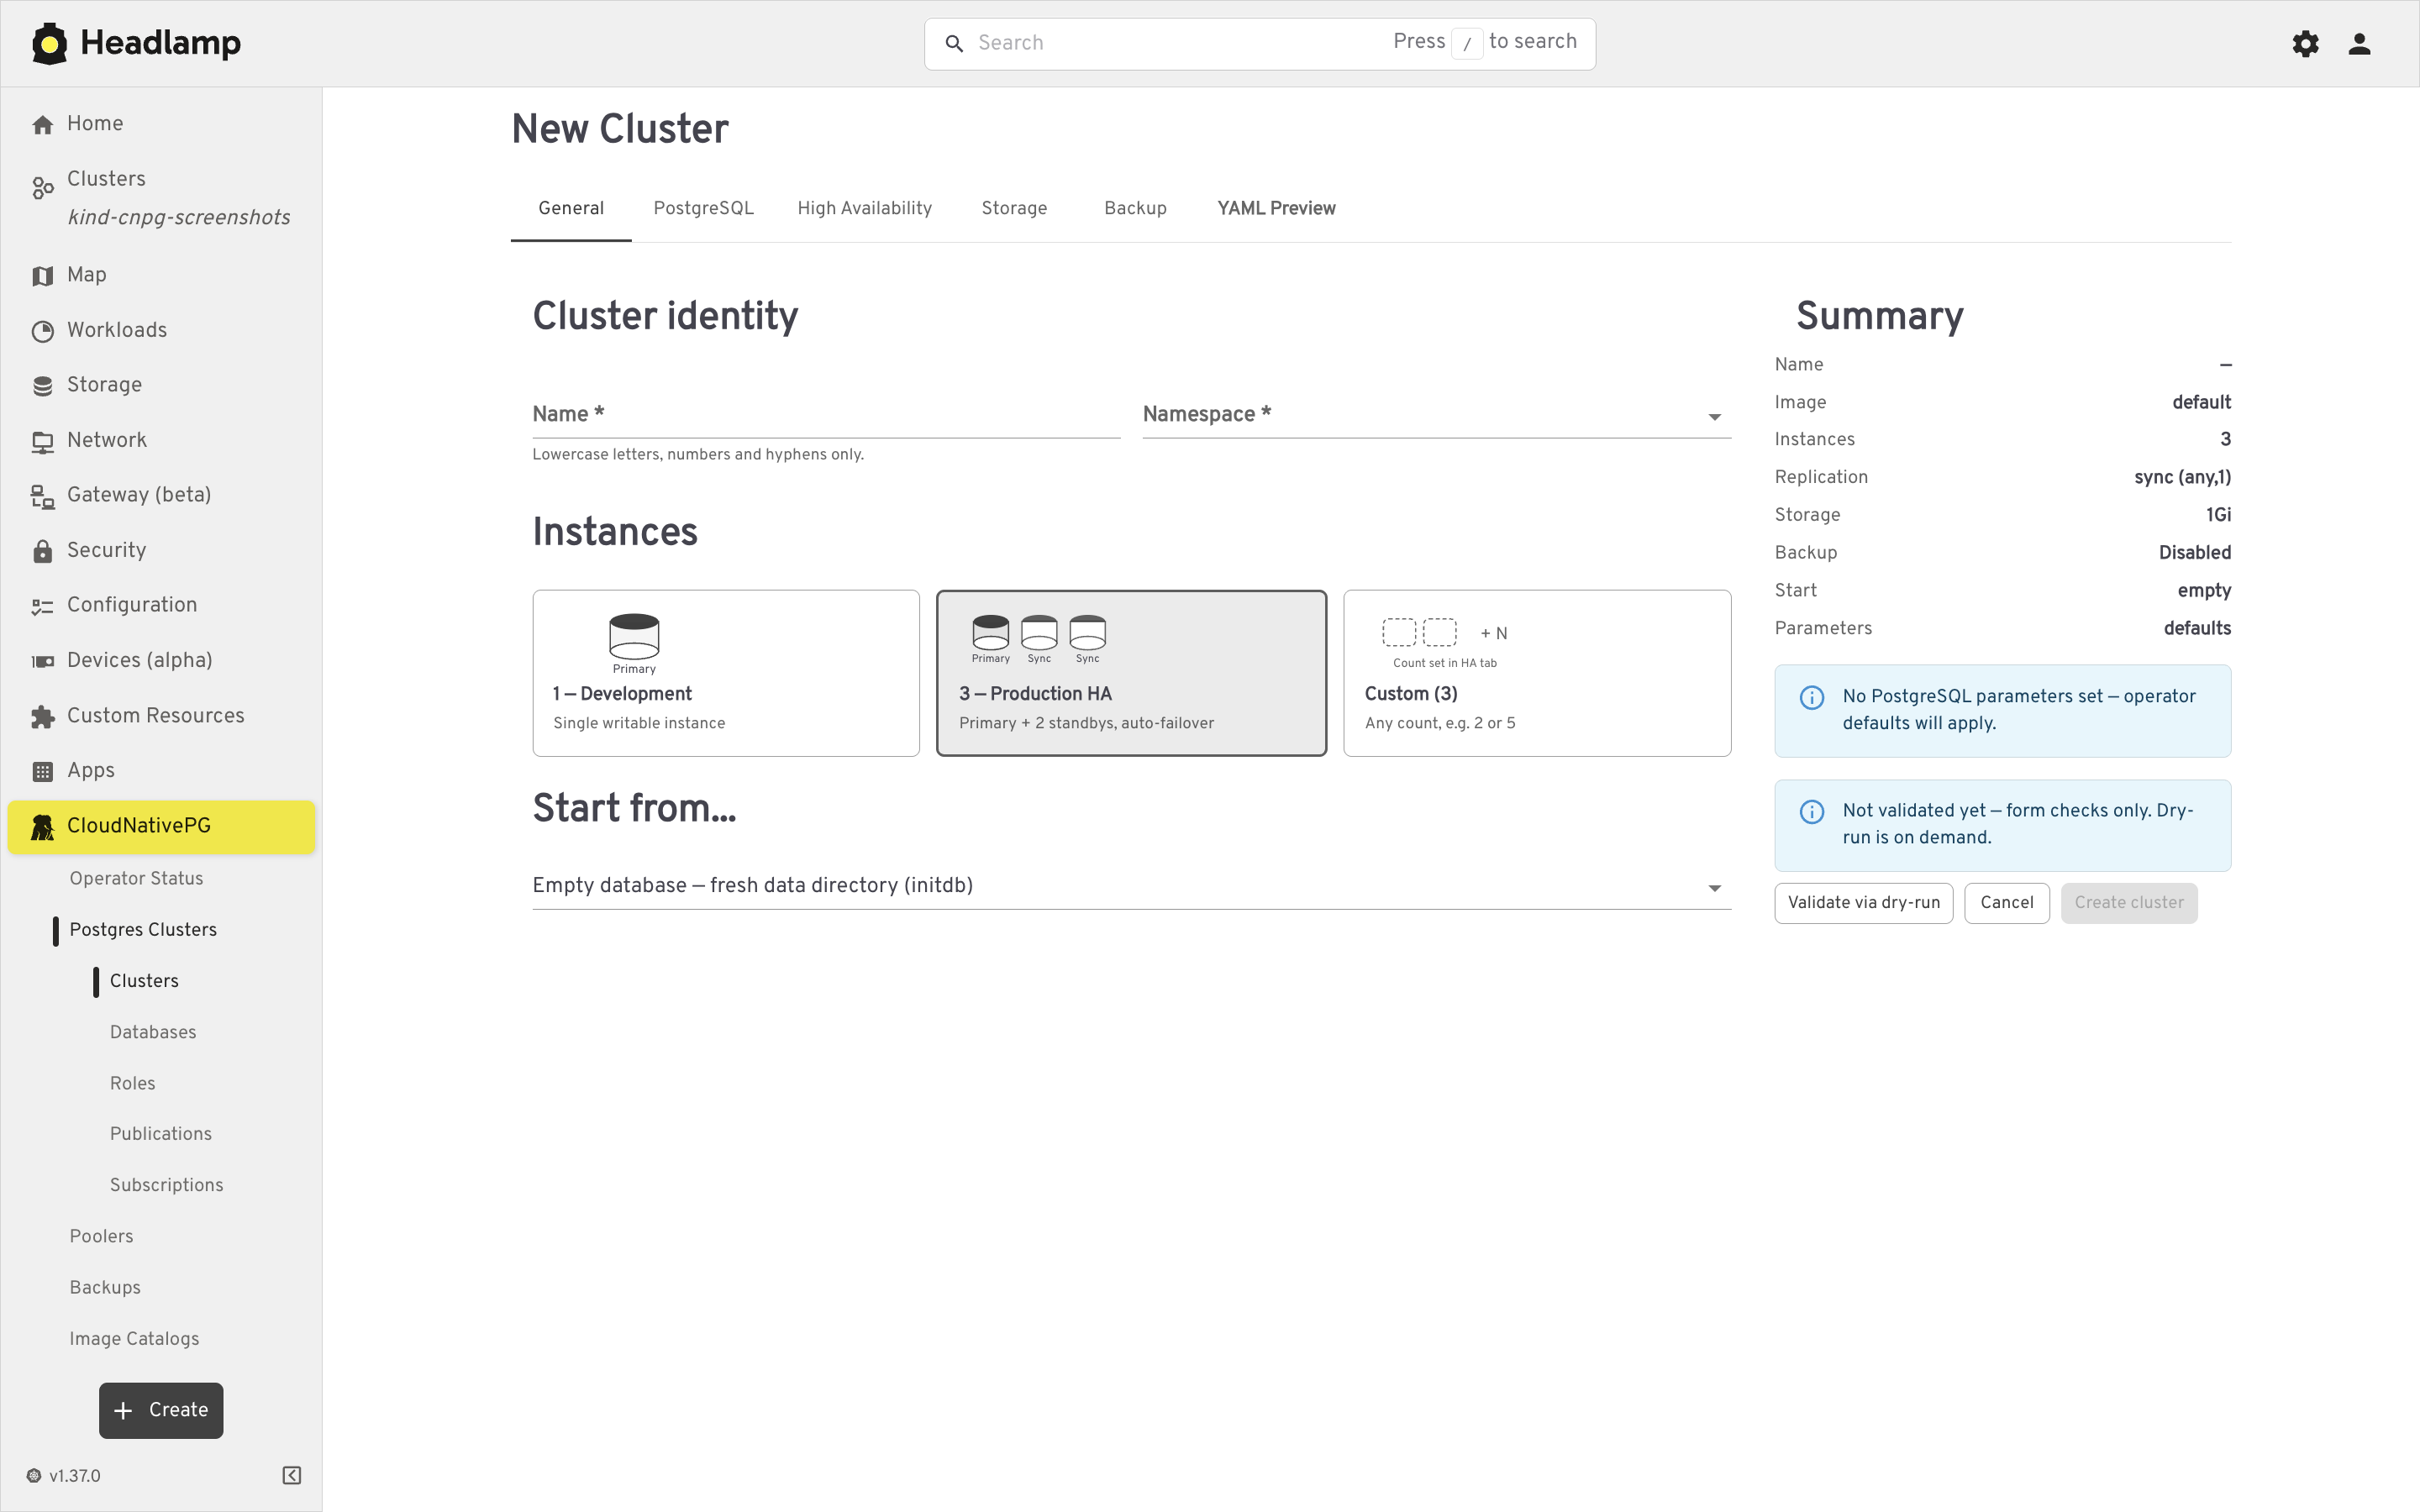 Headlamp
Search
Press / to search
Home
Clusters
kind-cnpg-screenshots
Map
Workloads
Storage
Network
Gateway (beta)
Security
Configuration
Devices (alpha)
Custom Resources
Apps
CloudNativePG
Operator Status
Postgres Clusters
Clusters
Databases
Roles
Publications
Subscriptions
Poolers
Backups
Image Catalogs
+ Create
v1.37.0
New Cluster
General
PostgreSQL
High Availability
Storage
Backup
YAML Preview
Cluster identity
Name *
Lowercase letters, numbers and hyphens only.
Namespace *
Instances
Primary
1 – Development
Single writable instance
Primary Sync Sync
3 – Production HA
Primary + 2 standbys, auto-failover
+ N
Count set in HA tab
Custom (3)
Any count, e.g. 2 or 5
Start from...
Empty database – fresh data directory (initdb)
Summary
Name –
Image default
Instances 3
Replication sync (any,1)
Storage 1Gi
Backup Disabled
Start empty
Parameters defaults
No PostgreSQL parameters set – operator
defaults will apply.
Not validated yet – form checks only. Dry-
run is on demand.
Validate via dry-run
Cancel
Create cluster